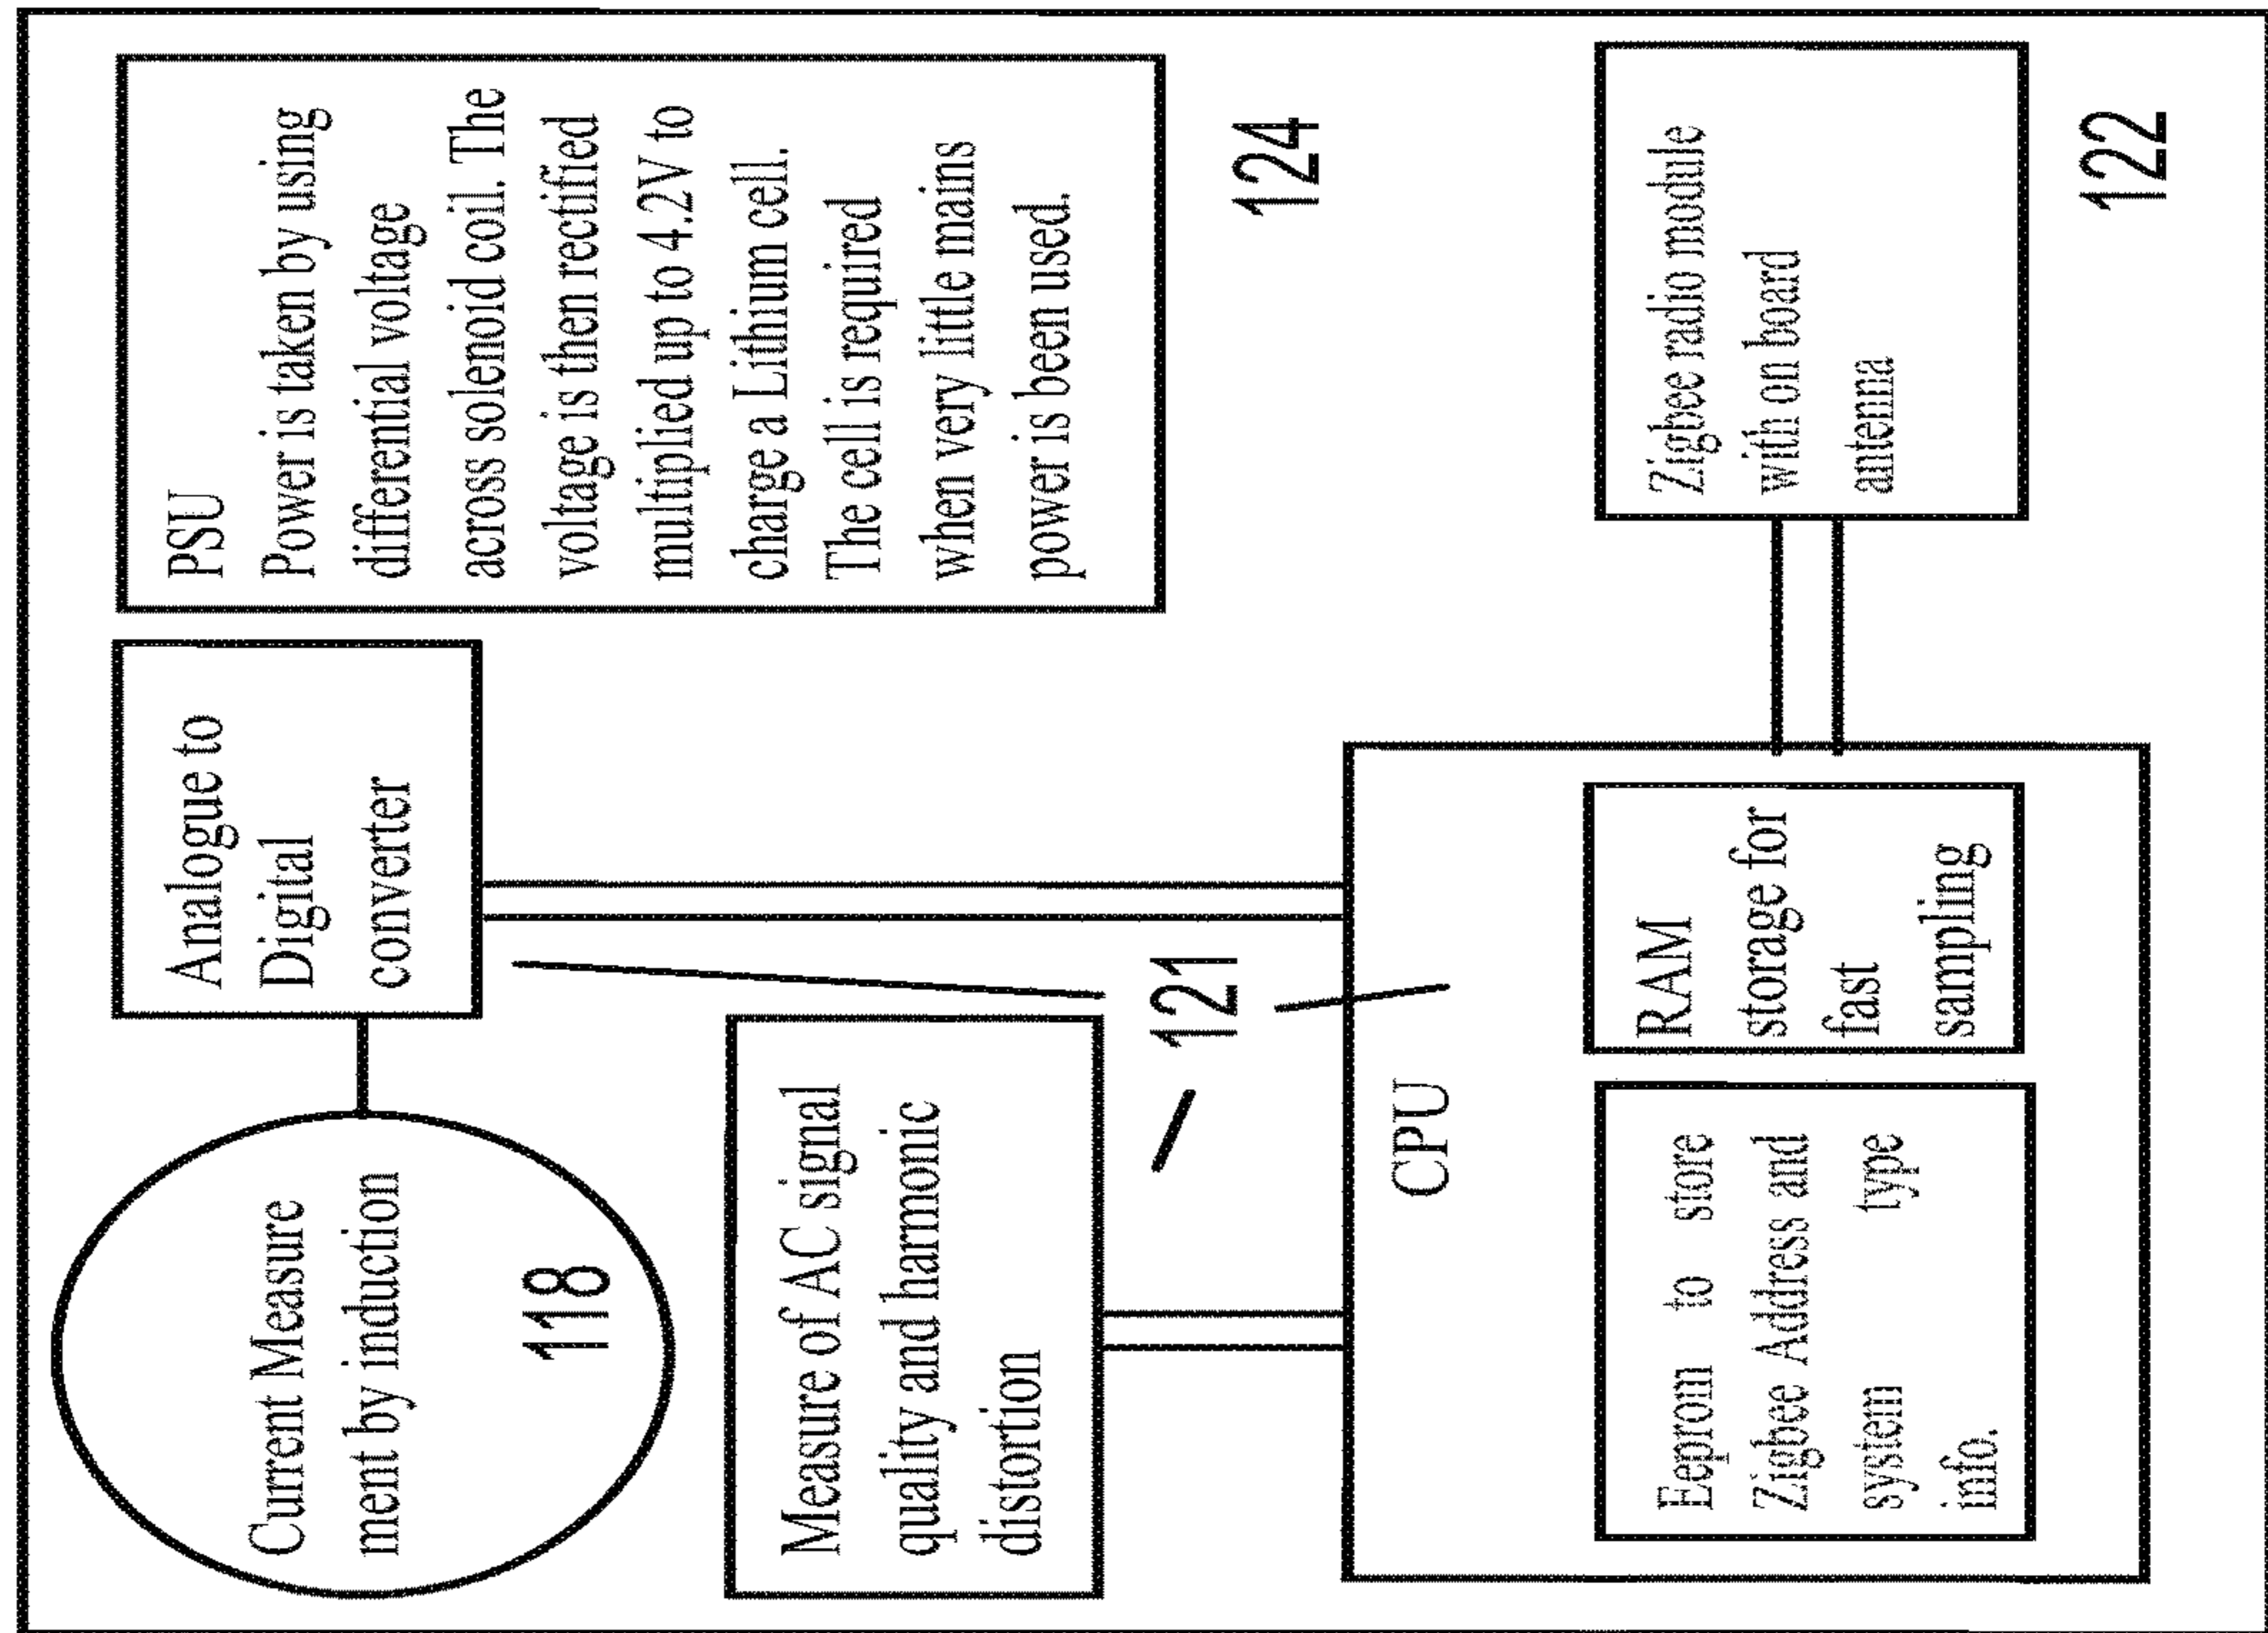 Current Measure
ment by induction
118
Analogue to
Digital
converter
PSU
Power is taken by using
differential voltage
across solenoid coil. The
voltage is then rectified
multiplied up to 4.2V to
charge a Lithium cell.
The cell is required
when very little mains
power is been used.
124
Measure of AC signal
quality and harmonic
distortion
121
CPU
Eeprom to store
Zigbee Address and
system type
info.
RAM
storage for
fast
sampling
Zigbee radio module
with on board
antenna
122